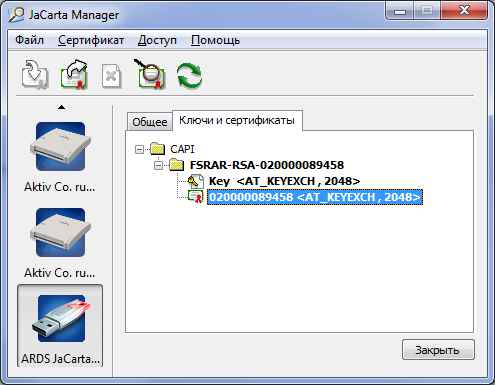 JaCarta Manager
Файл Сертификат Доступ Помощь
Общее Ключи и сертификаты
CAPI
FSRAR-RSA-020000089458
Key <AT_KEYEXCH , 2048>
020000089458 <AT_KEYEXCH , 2048>
Aktiv Co. ru...
Aktiv Co. ru...
ARDS JaCarta...
Закрыть